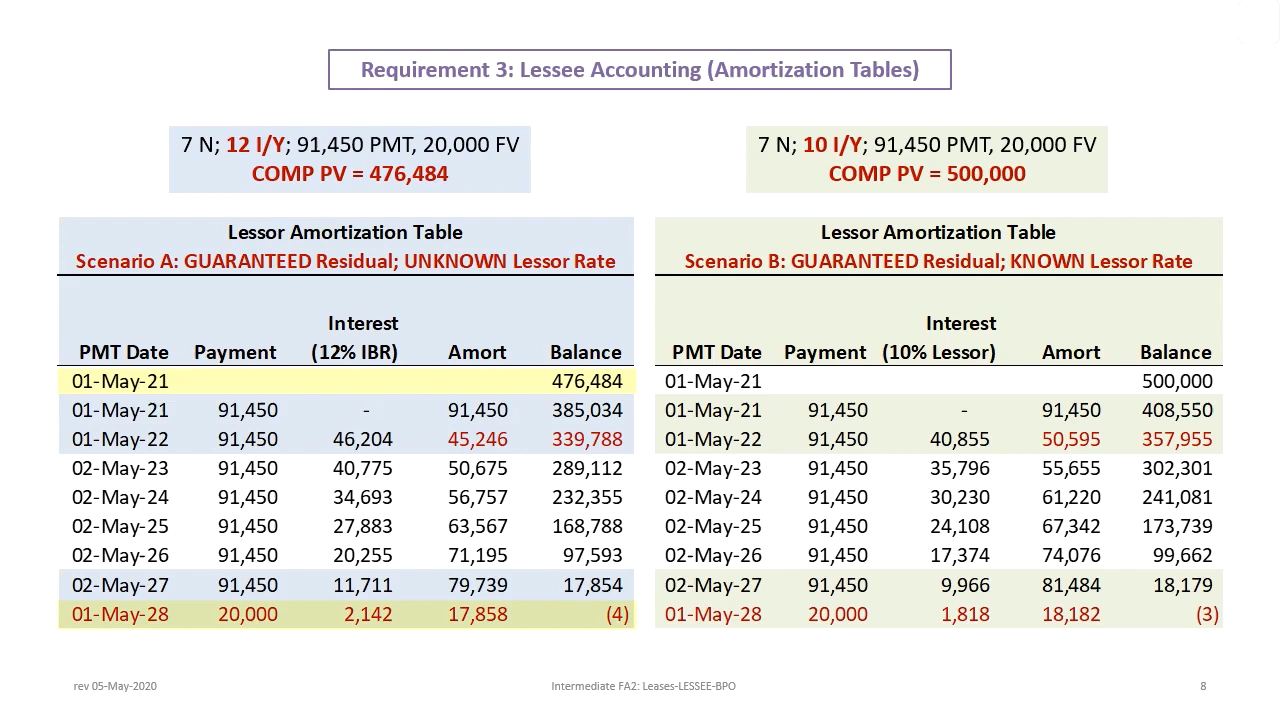 Requirement 3: Lessee Accounting (Amortization Tables)
7 N; 12 I/Y; 91,450 PMT, 20,000 FV
COMP PV = 476,484
7 N; 10 I/Y; 91,450 PMT, 20,000 FV
COMP PV = 500,000
Lessor Amortization Table
Scenario A: GUARANTEED Residual; UNKNOWN Lessor Rate
Interest
PMT Date Payment (12% IBR) Amort Balance
01-May-21 476,484
01-May-21 91,450 - 91,450 385,034
01-May-22 91,450 46,204 45,246 339,788
02-May-23 91,450 40,775 50,675 289,112
02-May-24 91,450 34,693 56,757 232,355
02-May-25 91,450 27,883 63,567 168,788
02-May-26 91,450 20,255 71,195 97,593
02-May-27 91,450 11,711 79,739 17,854
01-May-28 20,000 2,142 17,858 (4)
Lessor Amortization Table
Scenario B: GUARANTEED Residual; KNOWN Lessor Rate
Interest
PMT Date Payment (10% Lessor) Amort Balance
01-May-21 500,000
01-May-21 91,450 - 91,450 408,550
01-May-22 91,450 40,855 50,595 357,955
02-May-23 91,450 35,796 55,655 302,301
02-May-24 91,450 30,230 61,220 241,081
02-May-25 91,450 24,108 67,342 173,739
02-May-26 91,450 17,374 74,076 99,662
02-May-27 91,450 9,966 81,484 18,179
01-May-28 20,000 1,818 18,182 (3)
rev 05-May-2020
Intermediate FA2: Leases-LESSEE-BPO
8